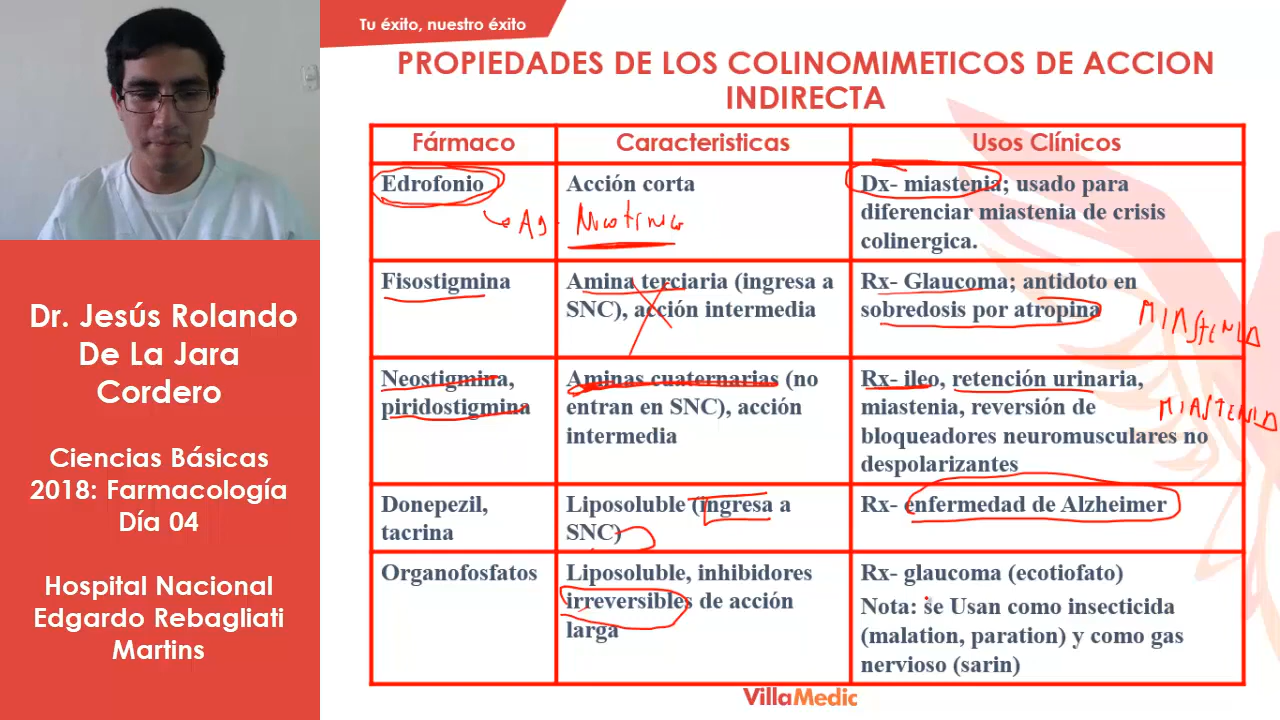 Tu éxito, nuestro éxito
PROPIEDADES DE LOS COLINOMIMETICOS DE ACCION
INDIRECTA
Fármaco
Caracteristicas
Usos Clínicos
Edrofonio
Acción corta
Dx- miastenia; usado para
diferenciar miastenia de crisis
colinergica.
Ag. Nicotinico
Fisostigmina
Amina terciaria (ingresa a
SNC), acción intermedia
Rx- Glaucoma; antidoto en
sobredosis por atropina
MIASTENIA
Neostigmina,
piridostigmina
Aminas cuaternarias (no
entran en SNC), acción
intermedia
Rx- ileo, retención urinaria,
miastenia, reversión de
bloqueadores neuromusculares no
despolarizantes
MIASTENIA
Donepezil,
tacrina
Liposoluble (ingresa a
SNC)
Rx- enfermedad de Alzheimer
Organofosfatos
Liposoluble, inhibidores
irreversibles de acción
larga
Rx- glaucoma (ecotiofato)
Nota: se Usan como insecticida
(malation, paration) y como gas
nervioso (sarin)
VillaMedic
Dr. Jesús Rolando
De La Jara
Cordero
Ciencias Básicas
2018: Farmacología
Día 04
Hospital Nacional
Edgardo Rebagliati
Martins